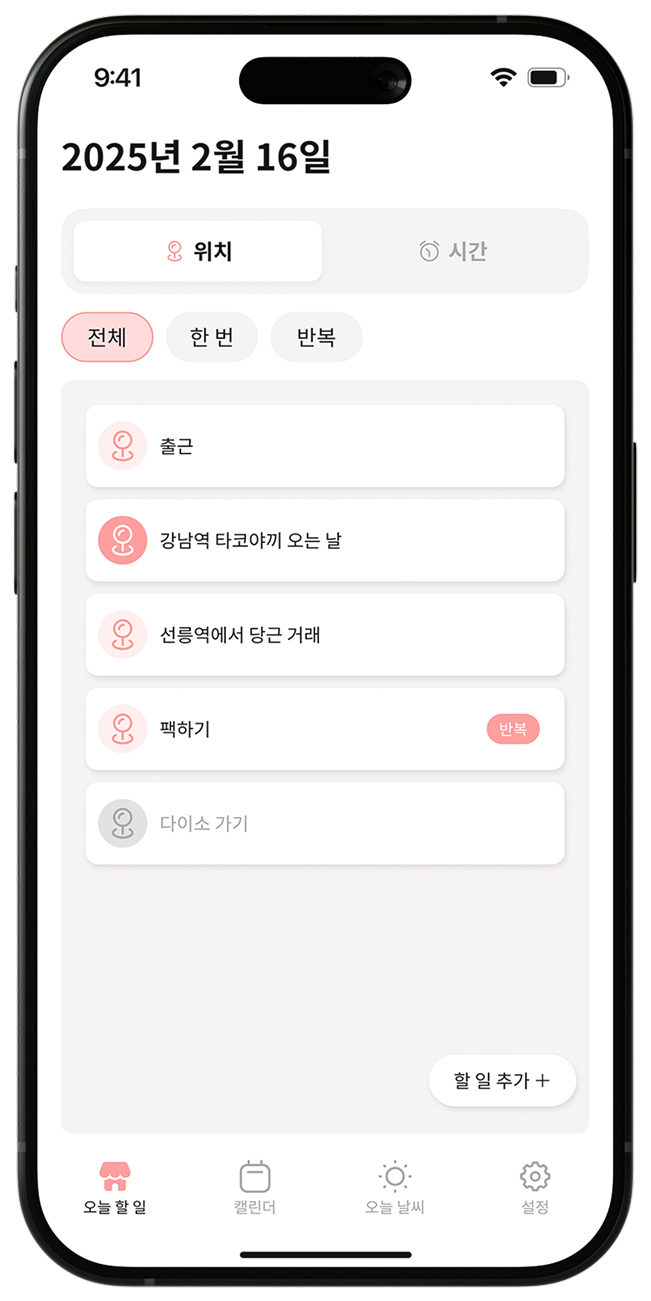 9:41
2025년 2월 16일
위치
시간
전체
한 번
반복
출근
강남역 타코야끼 오는 날
선릉역에서 당근 거래
팩하기
반복
다이소 가기
할 일 추가 +
오늘 할 일
캘린더
오늘 날씨
설정